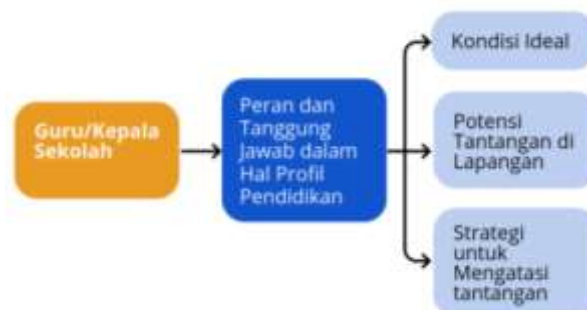 Guru/Kepala
Sekolah
Peran dan
Tanggung
Jawab dalam
Hal Profil
Pendidikan
Kondisi Ideal
Potensi
Tantangan di
Lapangan
Strategi
untuk
Mengatasi
tantangan